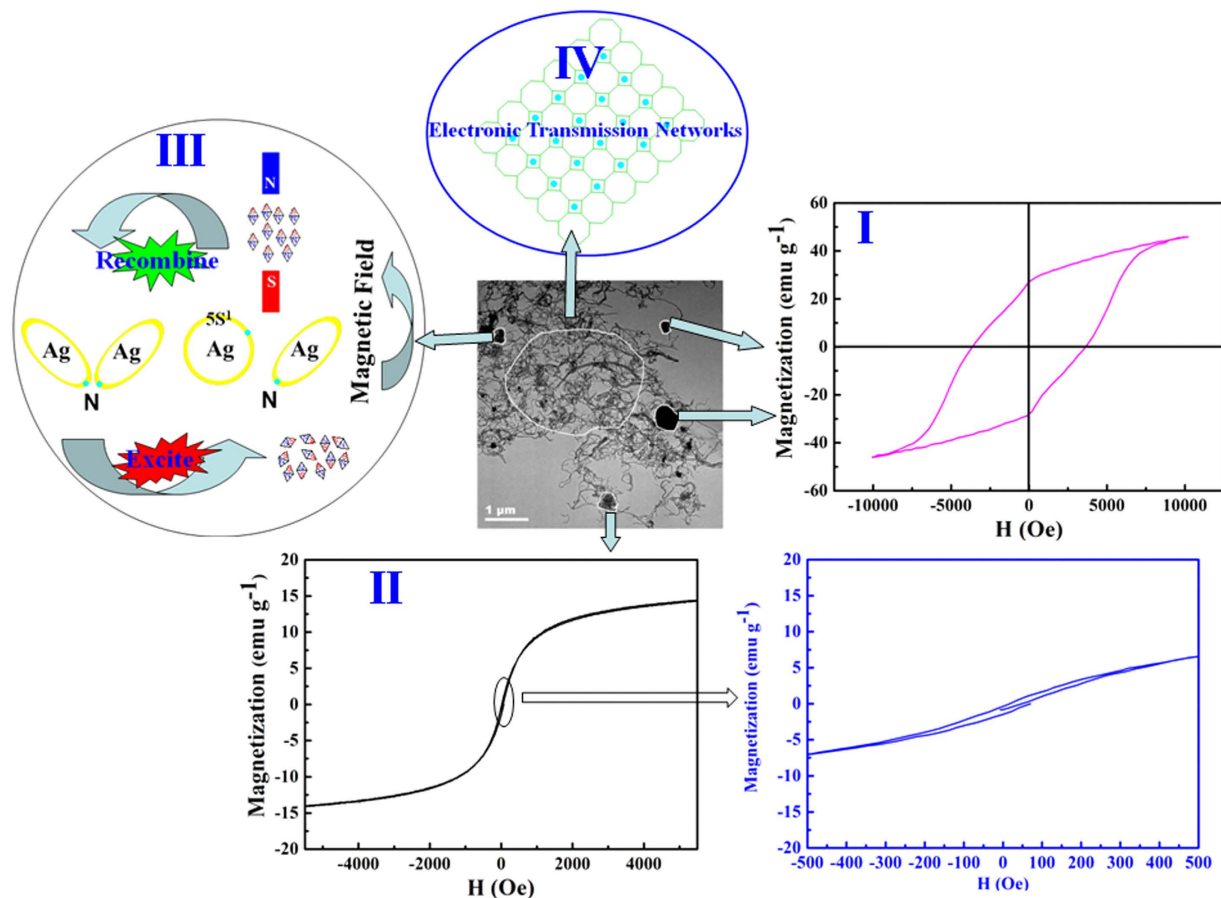 IV
Electronic Transmission Networks
III
N
Recombine
S
Magnetic Field
5S¹
Ag
Ag
Ag
Ag
N
N
Excite
1 µm
I
60
40
20
0
-20
-40
-60
Magnetization (emu g⁻¹)
-10000
-5000
0
5000
10000
H (Oe)
II
20
15
10
5
0
-5
-10
-15
-20
Magnetization (emu g⁻¹)
-4000
-2000
0
2000
4000
H (Oe)
20
15
10
5
0
-5
-10
-15
-20
Magnetization (emu g⁻¹)
-500
-400
-300
-200
-100
0
100
200
300
400
500
H (Oe)